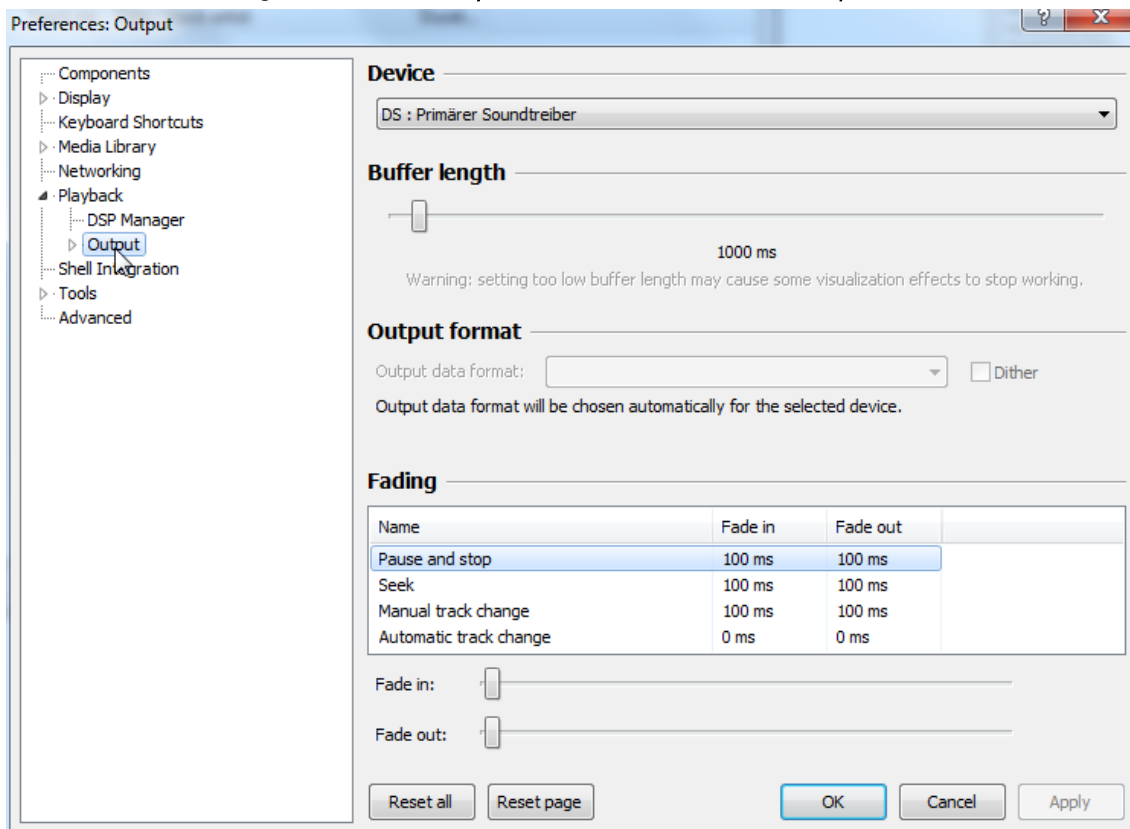 Preferences: Output
Components
Display
Keyboard Shortcuts
Media Library
Networking
Playback
DSP Manager
Output
Shell Integration
Tools
Advanced
Device
DS : Primärer Soundtreiber
Buffer length
1000 ms
Warning: setting too low buffer length may cause some visualization effects to stop working.
Output format
Output data format:
Dither
Output data format will be chosen automatically for the selected device.
Fading
Name Fade in Fade out
Pause and stop 100 ms 100 ms
Seek 100 ms 100 ms
Manual track change 100 ms 100 ms
Automatic track change 0 ms 0 ms
Fade in:
Fade out:
Reset all Reset page OK Cancel Apply